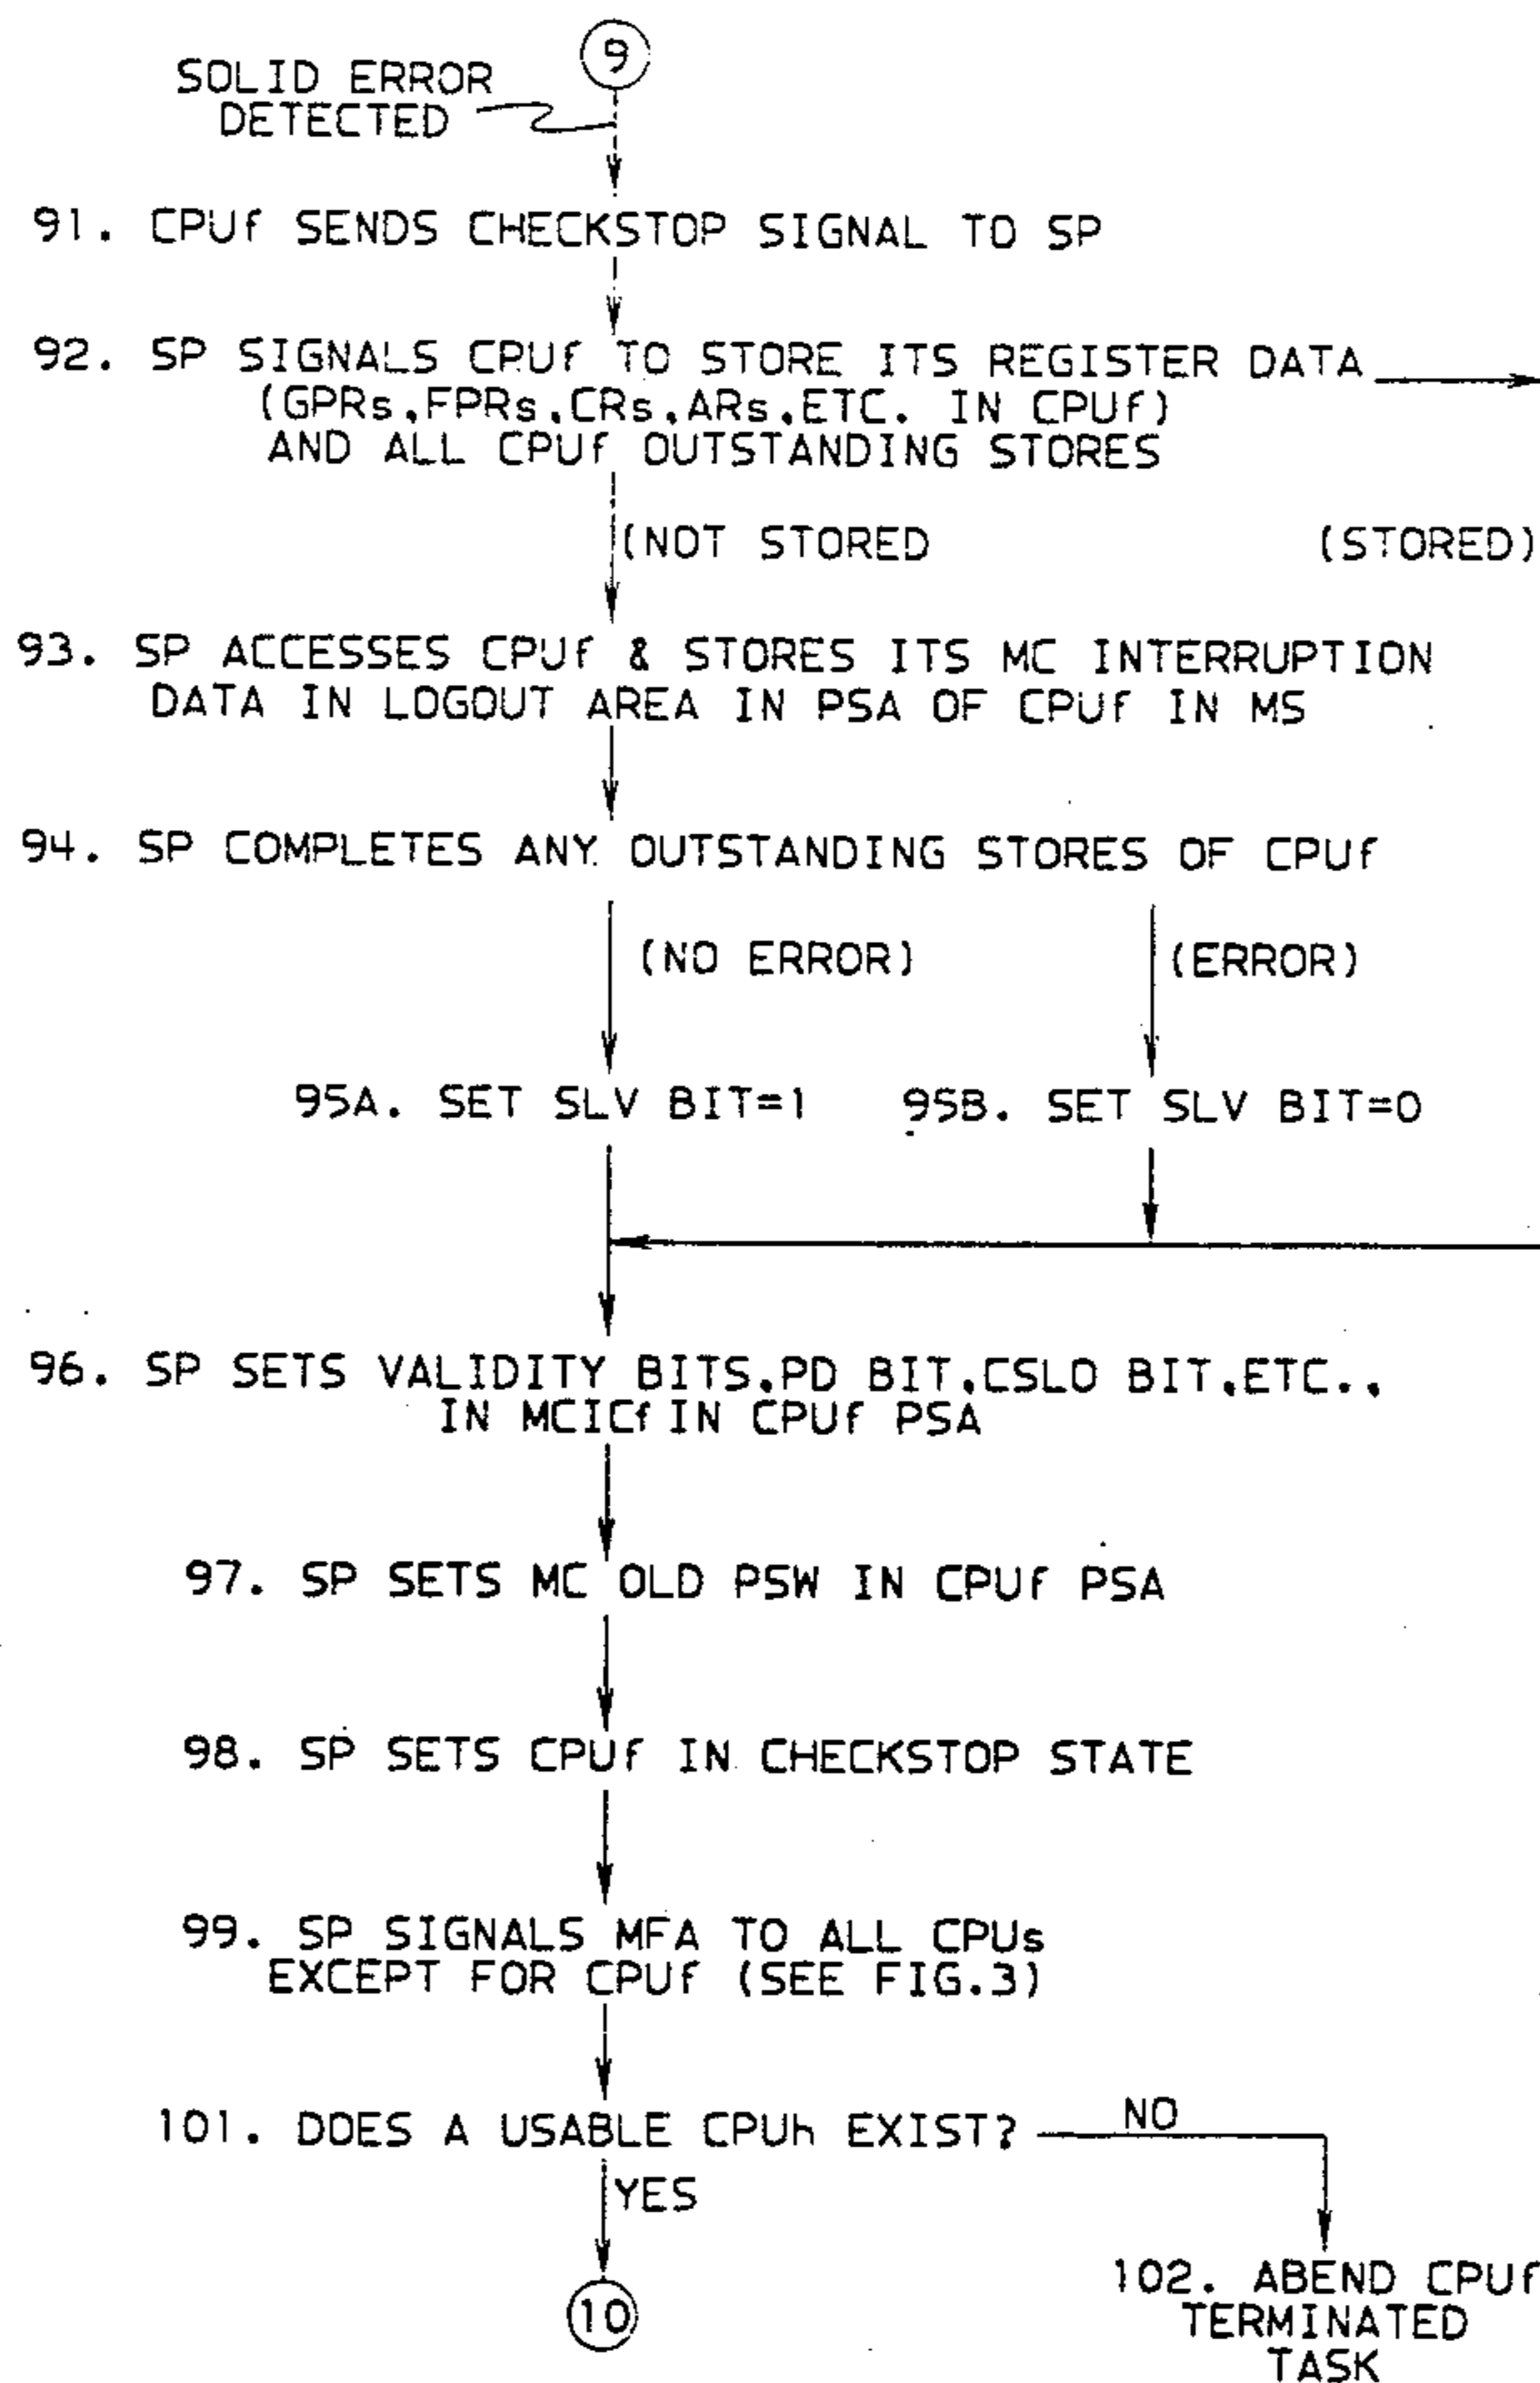 9
SOLID ERROR
DETECTED
91. CPUf SENDS CHECKSTOP SIGNAL TO SP
92. SP SIGNALS CPUf TO STORE ITS REGISTER DATA
(GPRs,FPRs,CRs,ARs,ETC. IN CPUf)
AND ALL CPUf OUTSTANDING STORES
(NOT STORED (STORED)
93. SP ACCESSES CPUf & STORES ITS MC INTERRUPTION
DATA IN LOGOUT AREA IN PSA OF CPUf IN MS
94. SP COMPLETES ANY OUTSTANDING STORES OF CPUf
(NO ERROR) (ERROR)
95A. SET SLV BIT=1 95B. SET SLV BIT=0
96. SP SETS VALIDITY BITS,PD BIT,CSLO BIT,ETC.,
IN MCICf IN CPUf PSA
97. SP SETS MC OLD PSW IN CPUf PSA
98. SP SETS CPUf IN CHECKSTOP STATE
99. SP SIGNALS MFA TO ALL CPUs
EXCEPT FOR CPUf (SEE FIG.3)
101. DOES A USABLE CPUh EXIST? NO
YES
10
102. ABEND CPUf
TERMINATED
TASK